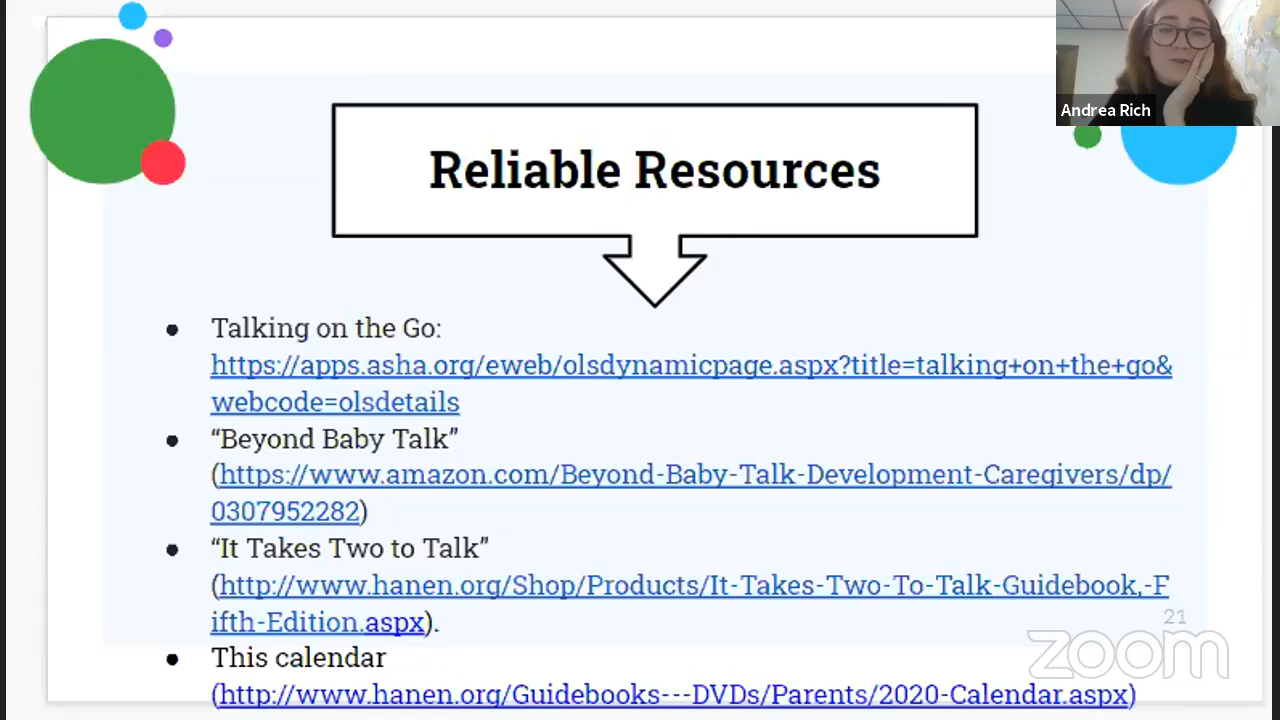 Andrea Rich
Reliable Resources
● Talking on the Go:
https://apps.asha.org/eweb/olsdynamicpage.aspx?title=talking+on+the+go&
webcode=olsdetails
● “Beyond Baby Talk”
(https://www.amazon.com/Beyond-Baby-Talk-Development-Caregivers/dp/
0307952282)
● “It Takes Two to Talk”
(http://www.hanen.org/Shop/Products/It-Takes-Two-To-Talk-Guidebook,-F
ifth-Edition.aspx).
● This calendar
(http://www.hanen.org/Guidebooks---DVDs/Parents/2020-Calendar.aspx)
21
zoom